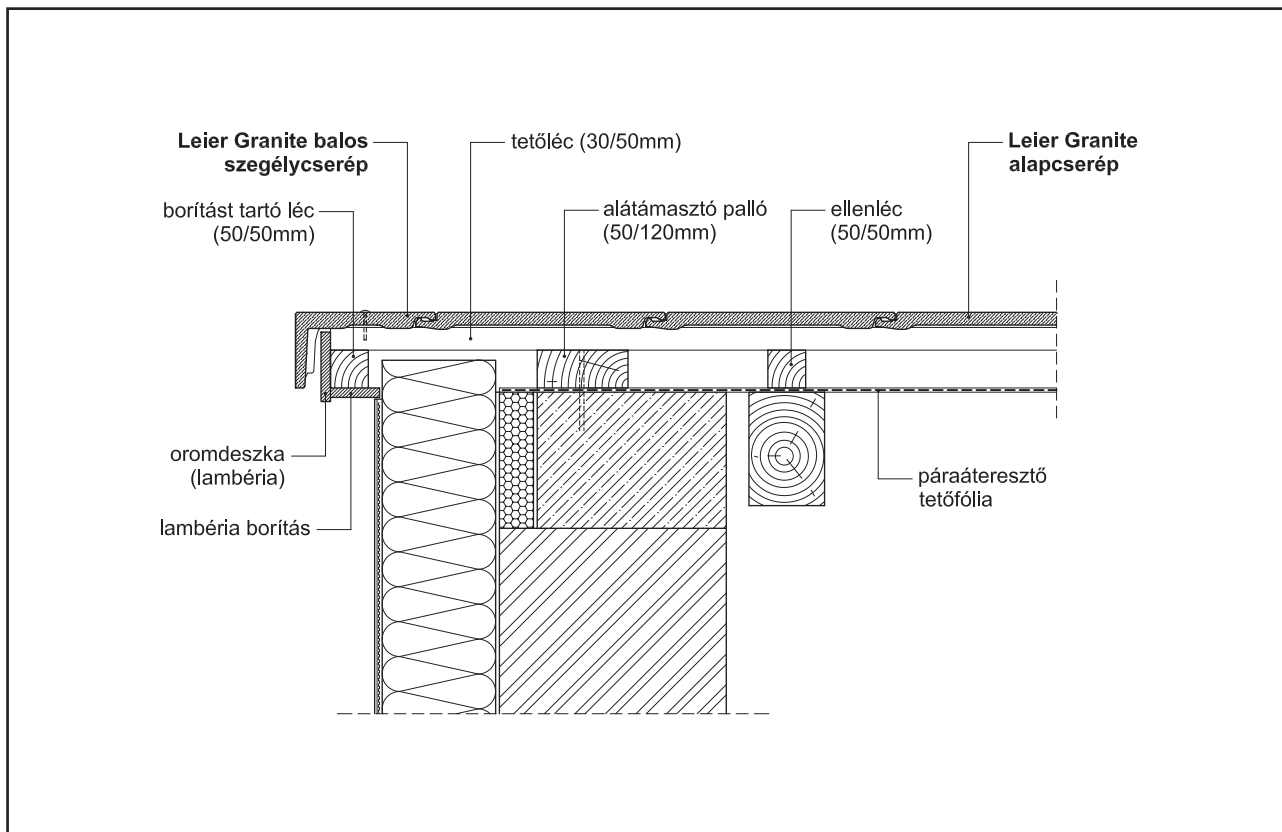 Leier Granite balos
szegélycserép
tetőléc (30/50mm)
Leier Granite
alapcserép
borítást tartó léc
(50/50mm)
alátámasztó palló
(50/120mm)
ellenléc
(50/50mm)
oromdeszka
(lambéria)
lambéria borítás
páraáteresztő
tetőfólia